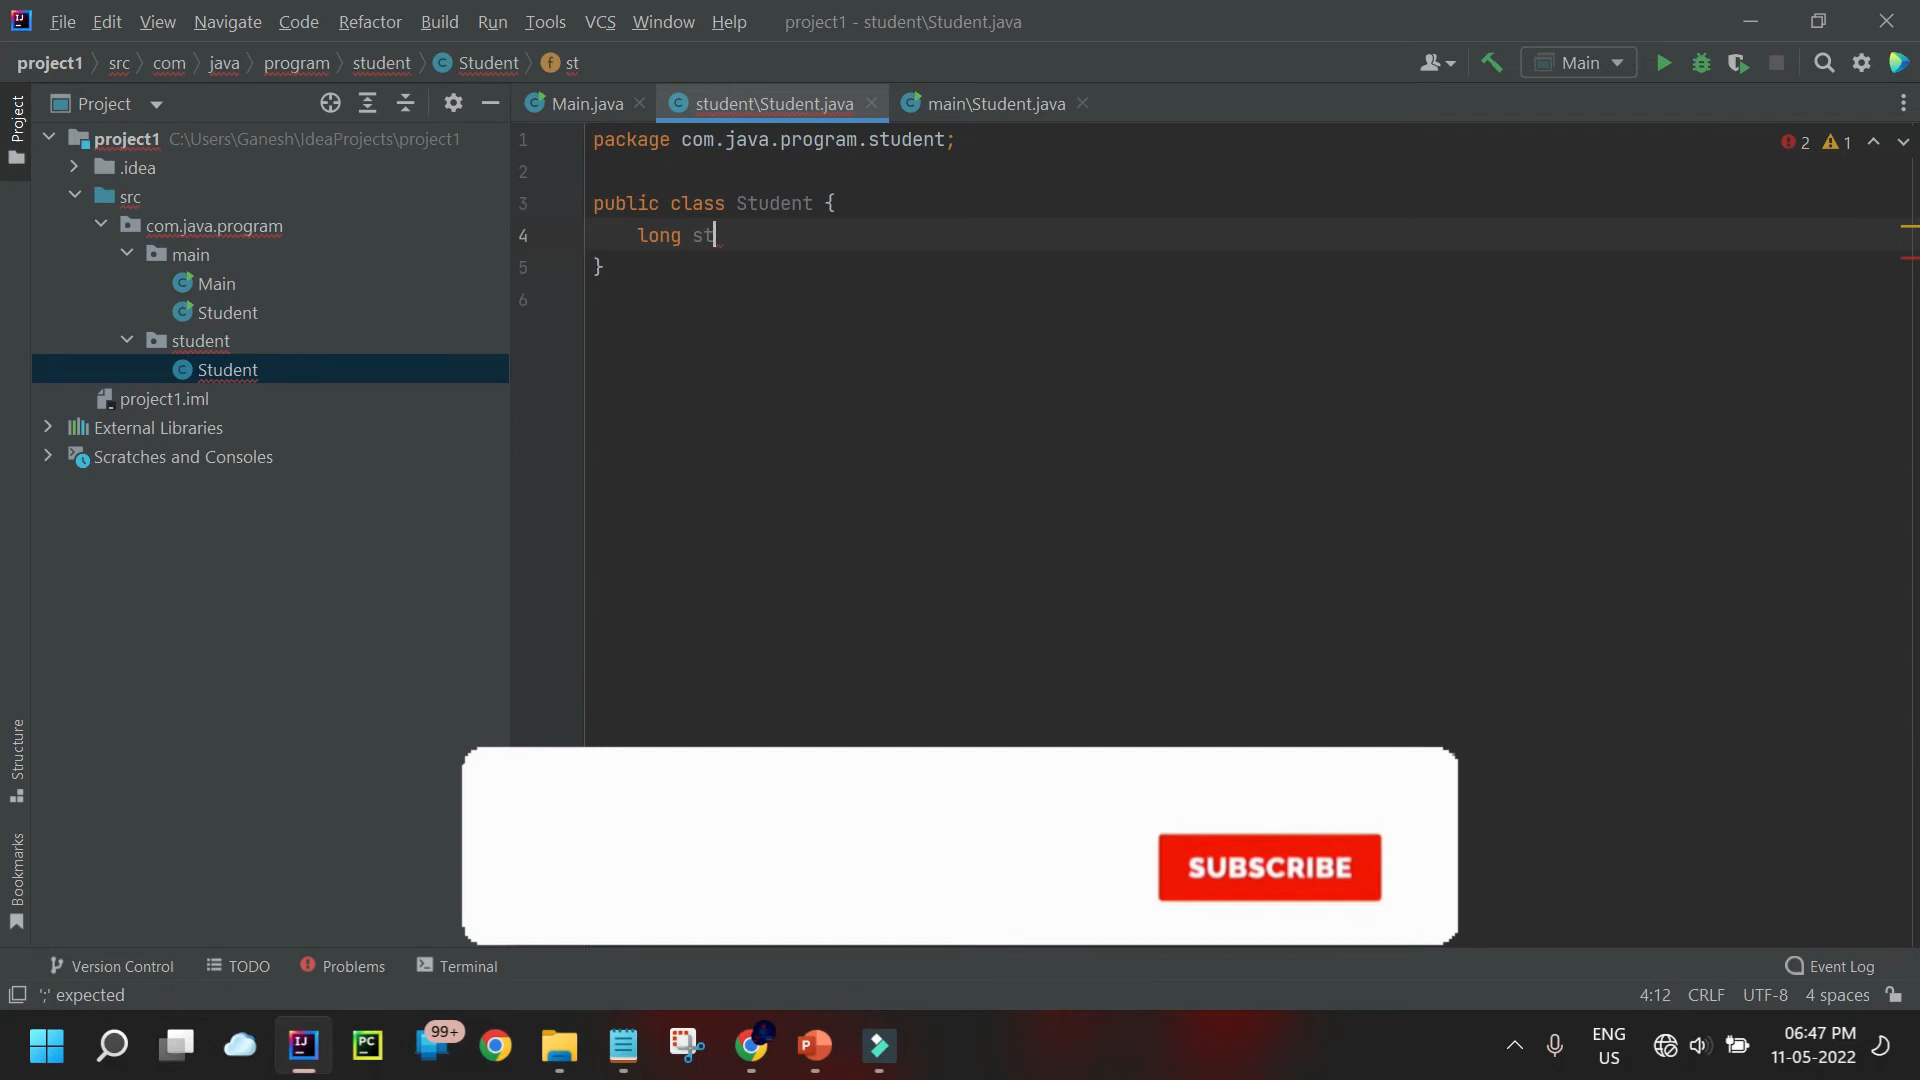 File Edit View Navigate Code Refactor Build Run Tools VCS Window Help project1 - student\Student.java
project1 src com java program student Student st Main
Project Main.java student\Student.java main\Student.java
Project
project1 C:\Users\Ganesh\IdeaProjects\project1
.idea
src
com.java.program
main
Main
Student
student
Student
project1.iml
External Libraries
Scratches and Consoles
1 package com.java.program.student;
2
3 public class Student {
4 long st
5 }
6
2 1
Structure
Bookmarks
SUBSCRIBE
Version Control TODO Problems Terminal Event Log
';' expected 4:12 CRLF UTF-8 4 spaces
IJ PC 99+ P
ENG
US
06:47 PM
11-05-2022